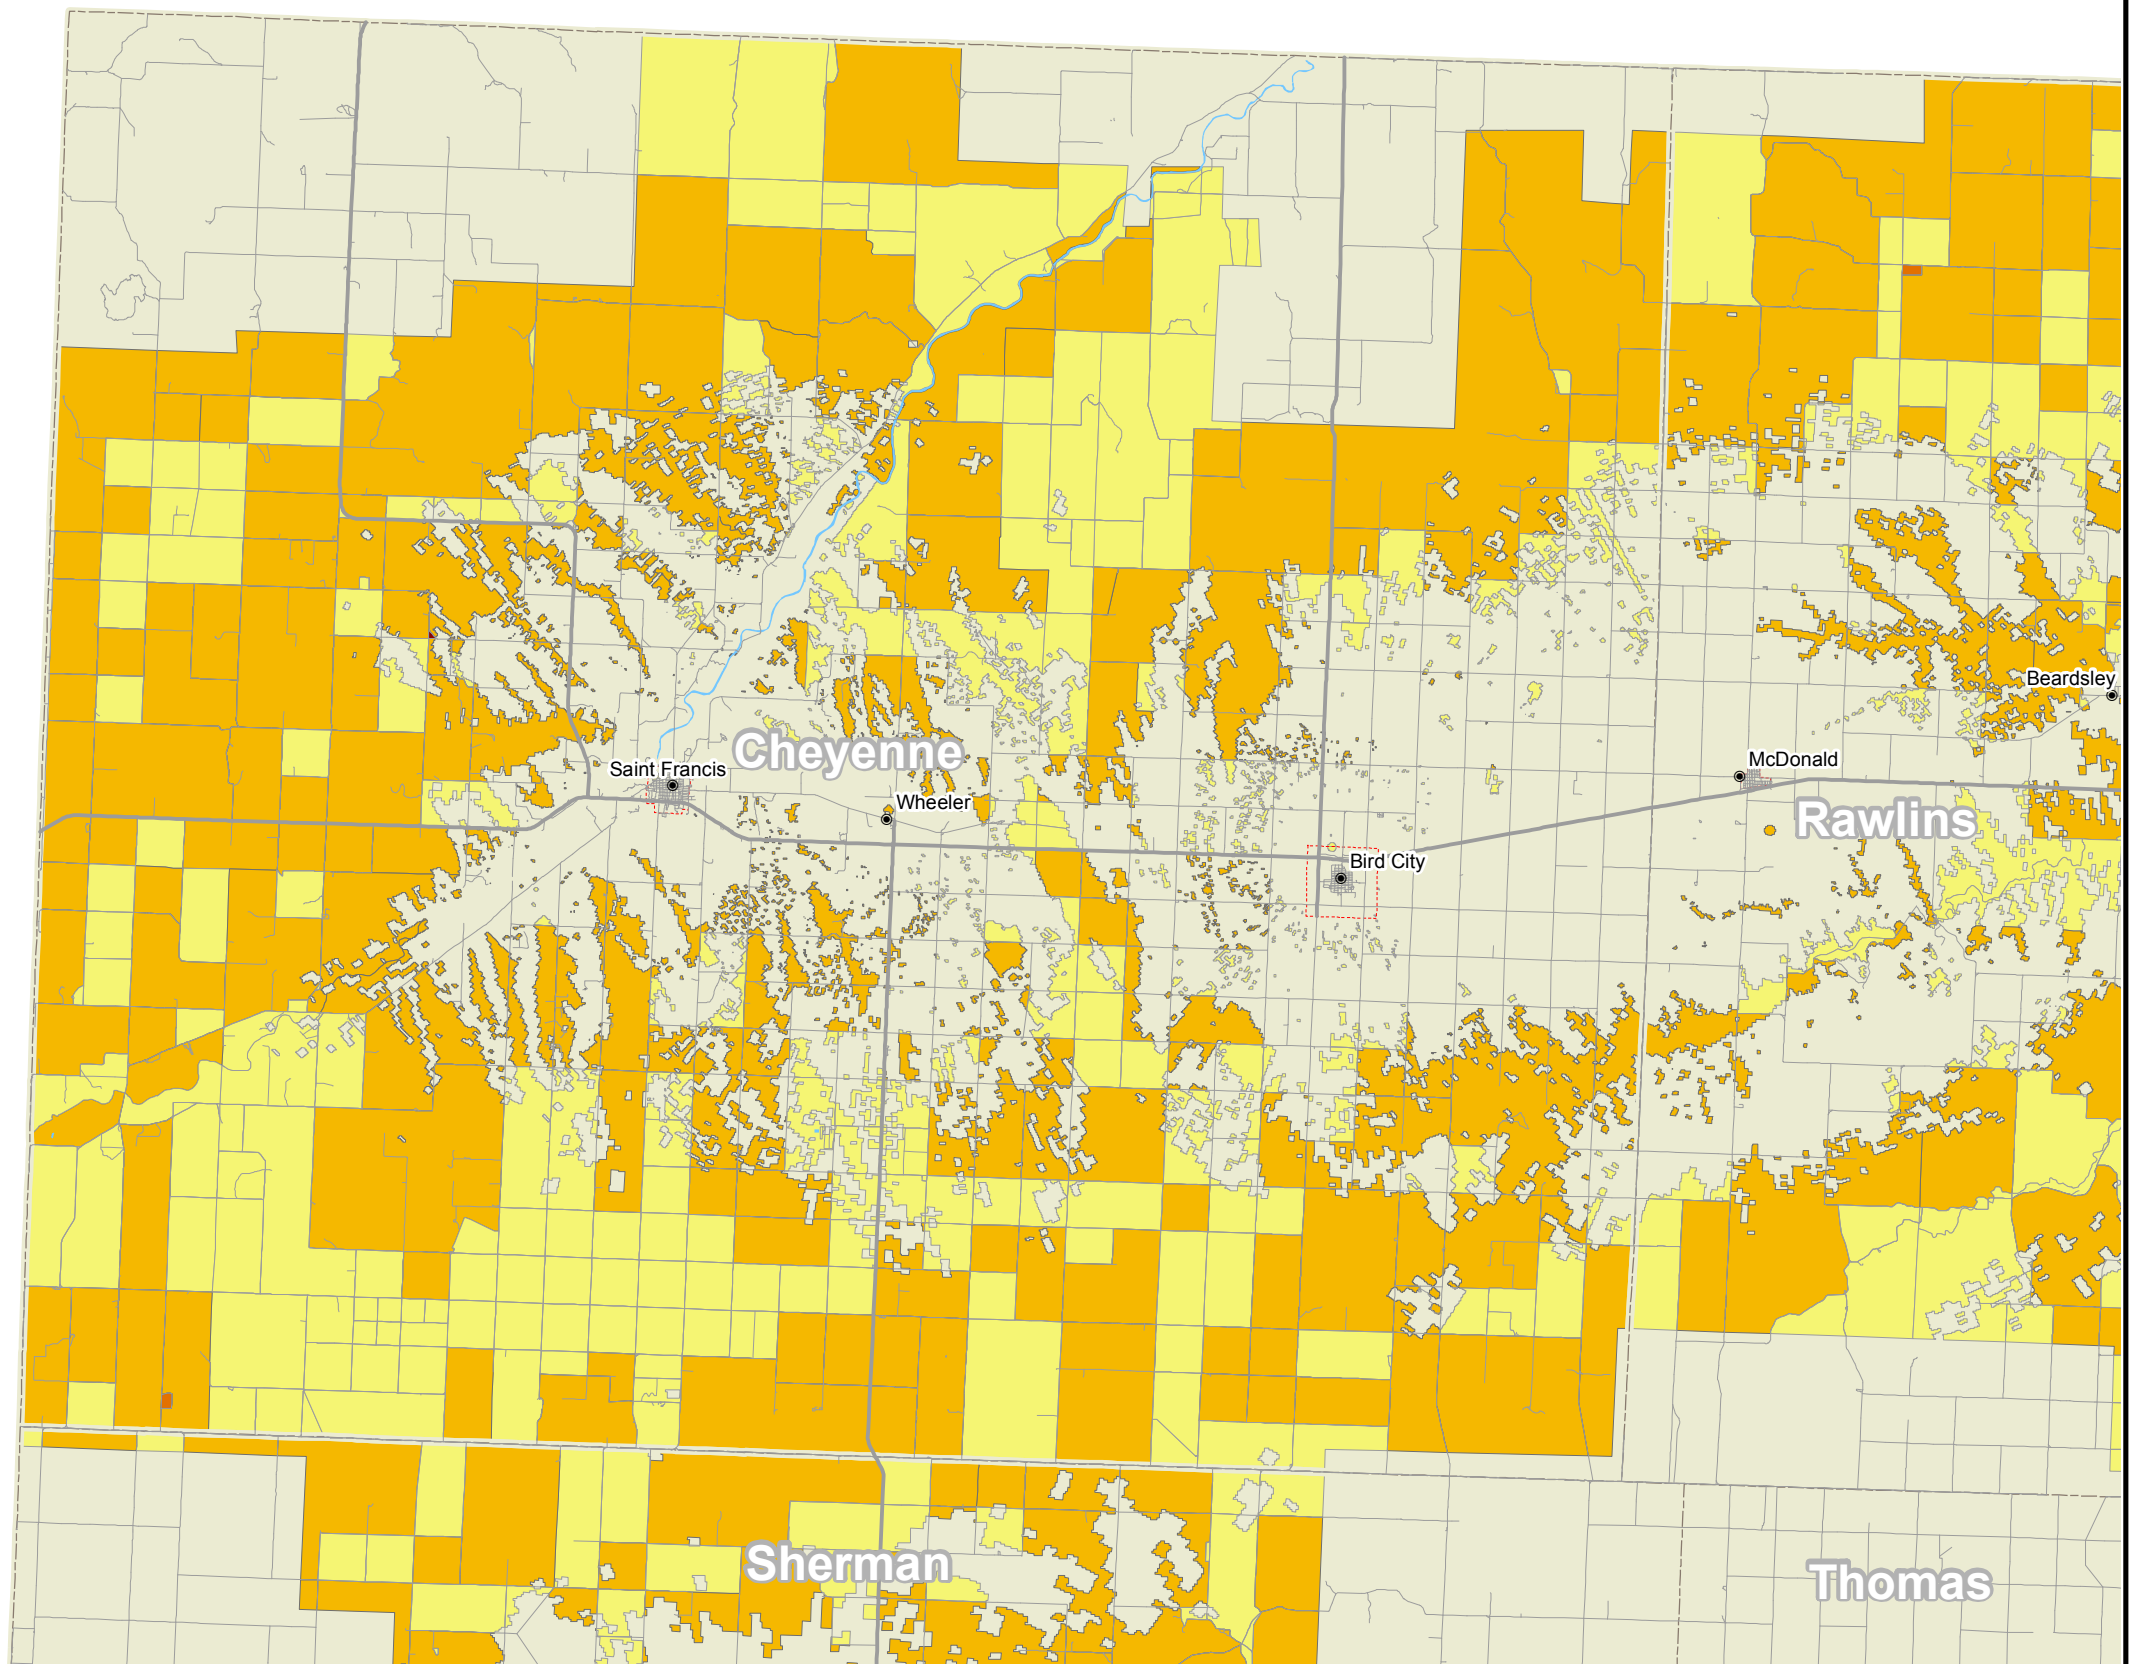 Beardsley
Cheyenne
McDonald
Saint Francis
Wheeler
Rawlins
Bird City
Sherman
Thomas